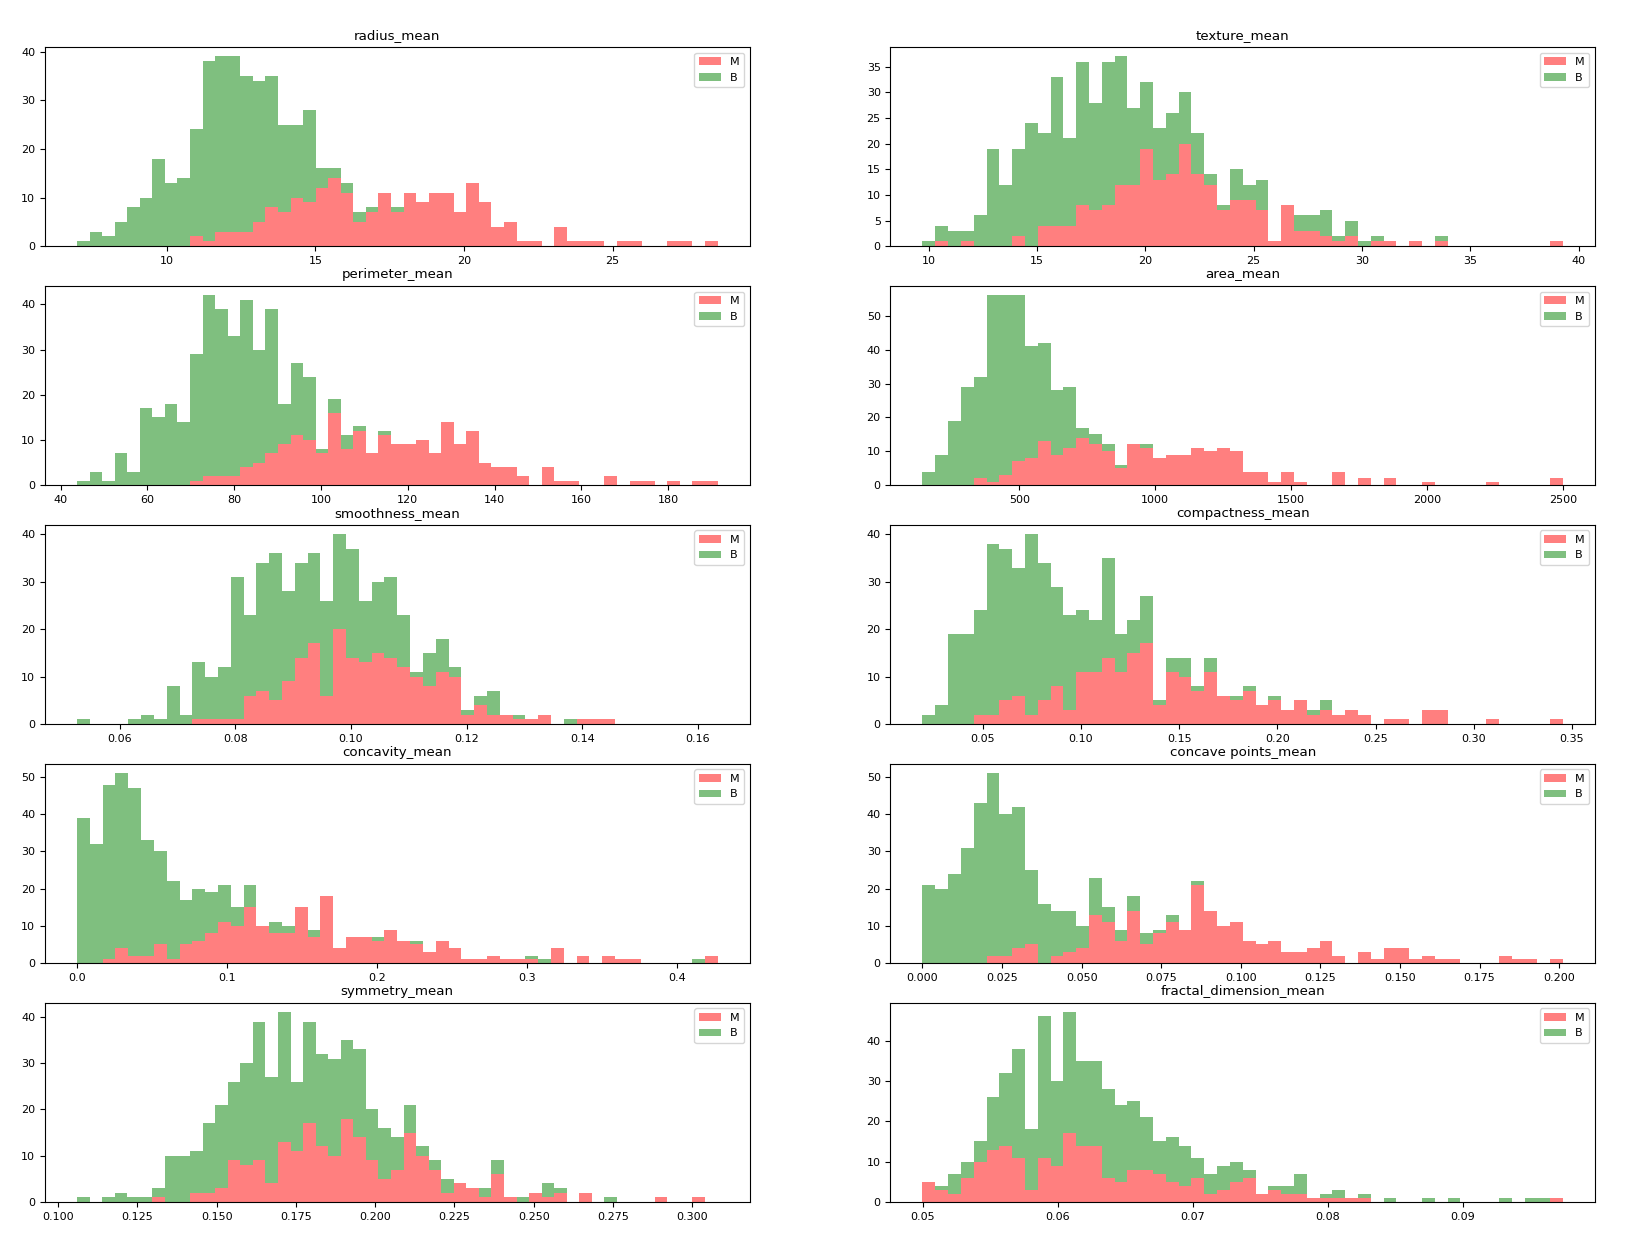 radius_mean
40
30
20
10
0
10 15 20 25
M
B
texture_mean
35
30
25
20
15
10
5
0
10 15 20 25 30 35 40
M
B
perimeter_mean
40
30
20
10
0
40 60 80 100 120 140 160 180
M
B
area_mean
50
40
30
20
10
0
500 1000 1500 2000 2500
M
B
smoothness_mean
40
30
20
10
0
0.06 0.08 0.10 0.12 0.14 0.16
M
B
compactness_mean
40
30
20
10
0
0.05 0.10 0.15 0.20 0.25 0.30 0.35
M
B
concavity_mean
50
40
30
20
10
0
0.0 0.1 0.2 0.3 0.4
M
B
concave points_mean
50
40
30
20
10
0
0.000 0.025 0.050 0.075 0.100 0.125 0.150 0.175 0.200
M
B
symmetry_mean
40
30
20
10
0
0.100 0.125 0.150 0.175 0.200 0.225 0.250 0.275 0.300
M
B
fractal_dimension_mean
40
30
20
10
0
0.05 0.06 0.07 0.08 0.09
M
B